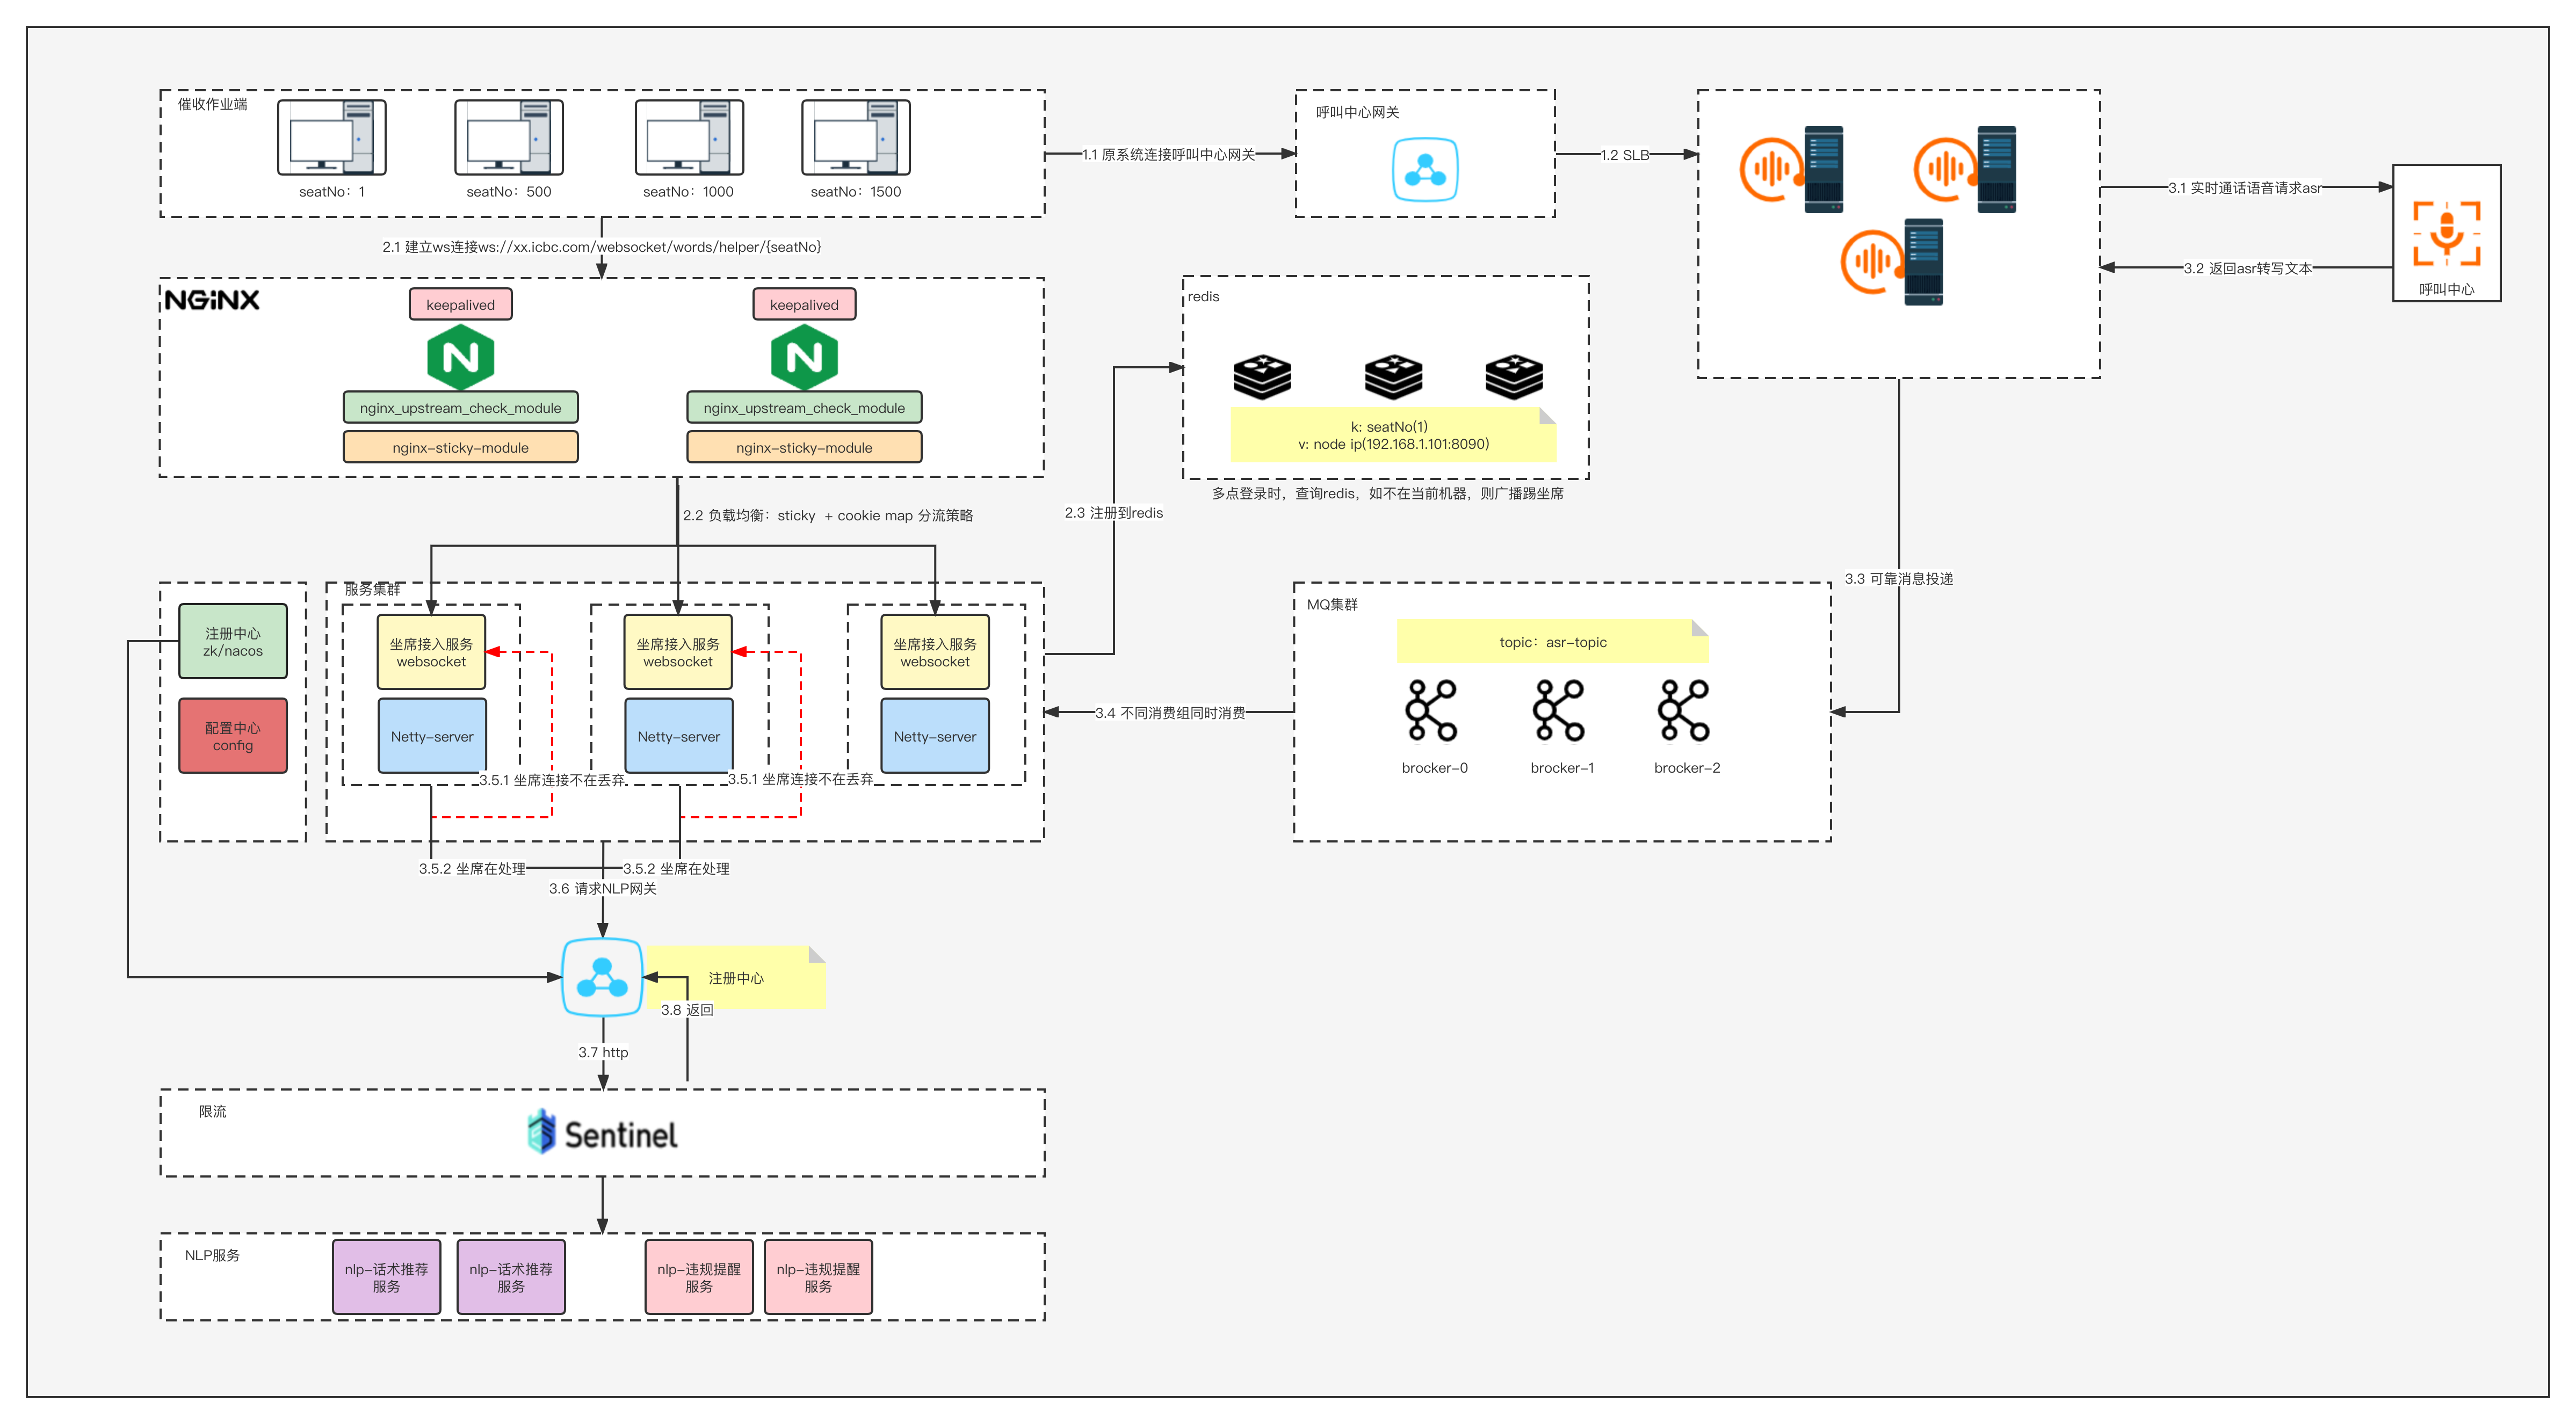 催收作业端
seatNo：1
seatNo：500
seatNo：1000
seatNo：1500
1.1 原系统连接呼叫中心网关
呼叫中心网关
1.2 SLB
3.1 实时通话语音请求asr
3.2 返回asr转写文本
呼叫中心
2.1 建立ws连接ws://xx.icbc.com/websocket/words/helper/{seatNo}
NGiNX
keepalived
keepalived
nginx_upstream_check_module
nginx_upstream_check_module
nginx-sticky-module
nginx-sticky-module
redis
k: seatNo(1)
v: node ip(192.168.1.101:8090)
多点登录时，查询redis，如不在当前机器，则广播踢坐席
2.2 负载均衡：sticky + cookie map 分流策略
2.3 注册到redis
3.3 可靠消息投递
注册中心
zk/nacos
配置中心
config
服务集群
坐席接入服务
websocket
坐席接入服务
websocket
坐席接入服务
websocket
Netty-server
Netty-server
Netty-server
3.5.1 坐席连接不在丢弃
3.5.1 坐席连接不在丢弃
3.4 不同消费组同时消费
MQ集群
topic：asr-topic
brocker-0
brocker-1
brocker-2
3.5.2 坐席在处理
3.5.2 坐席在处理
3.6 请求NLP网关
注册中心
3.8 返回
3.7 http
限流
Sentinel
NLP服务
nlp-话术推荐
服务
nlp-话术推荐
服务
nlp-违规提醒
服务
nlp-违规提醒
服务